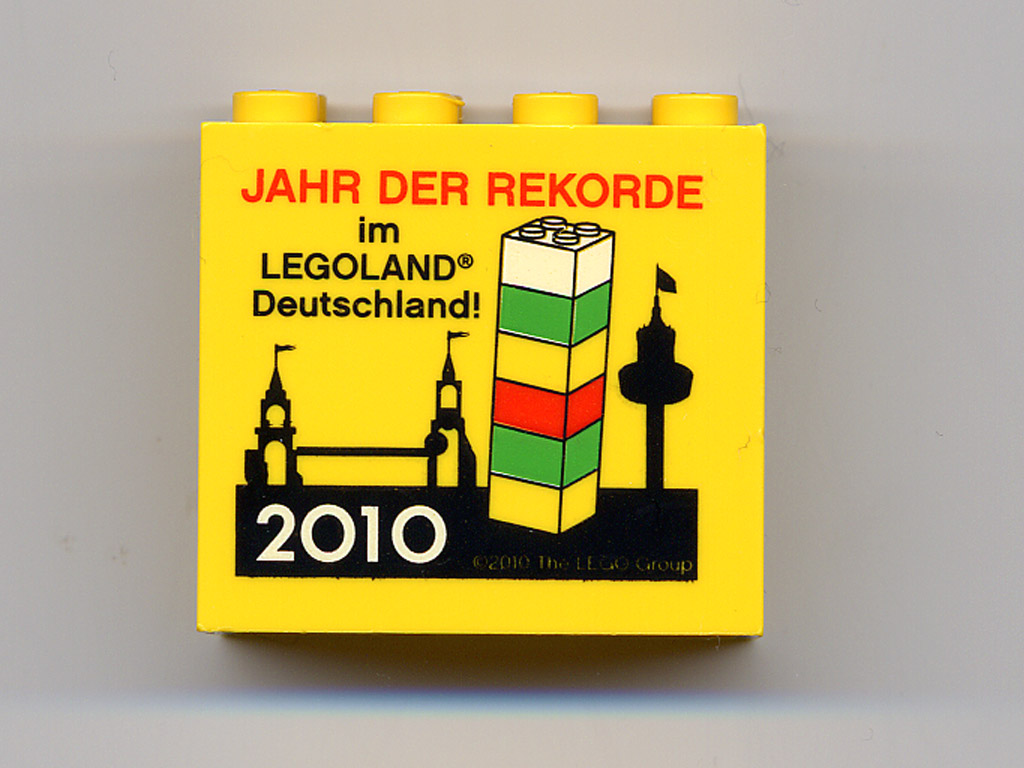 JAHR DER REKORDE
im
LEGOLAND®
Deutschland!
2010
©2010 The LEGO Group